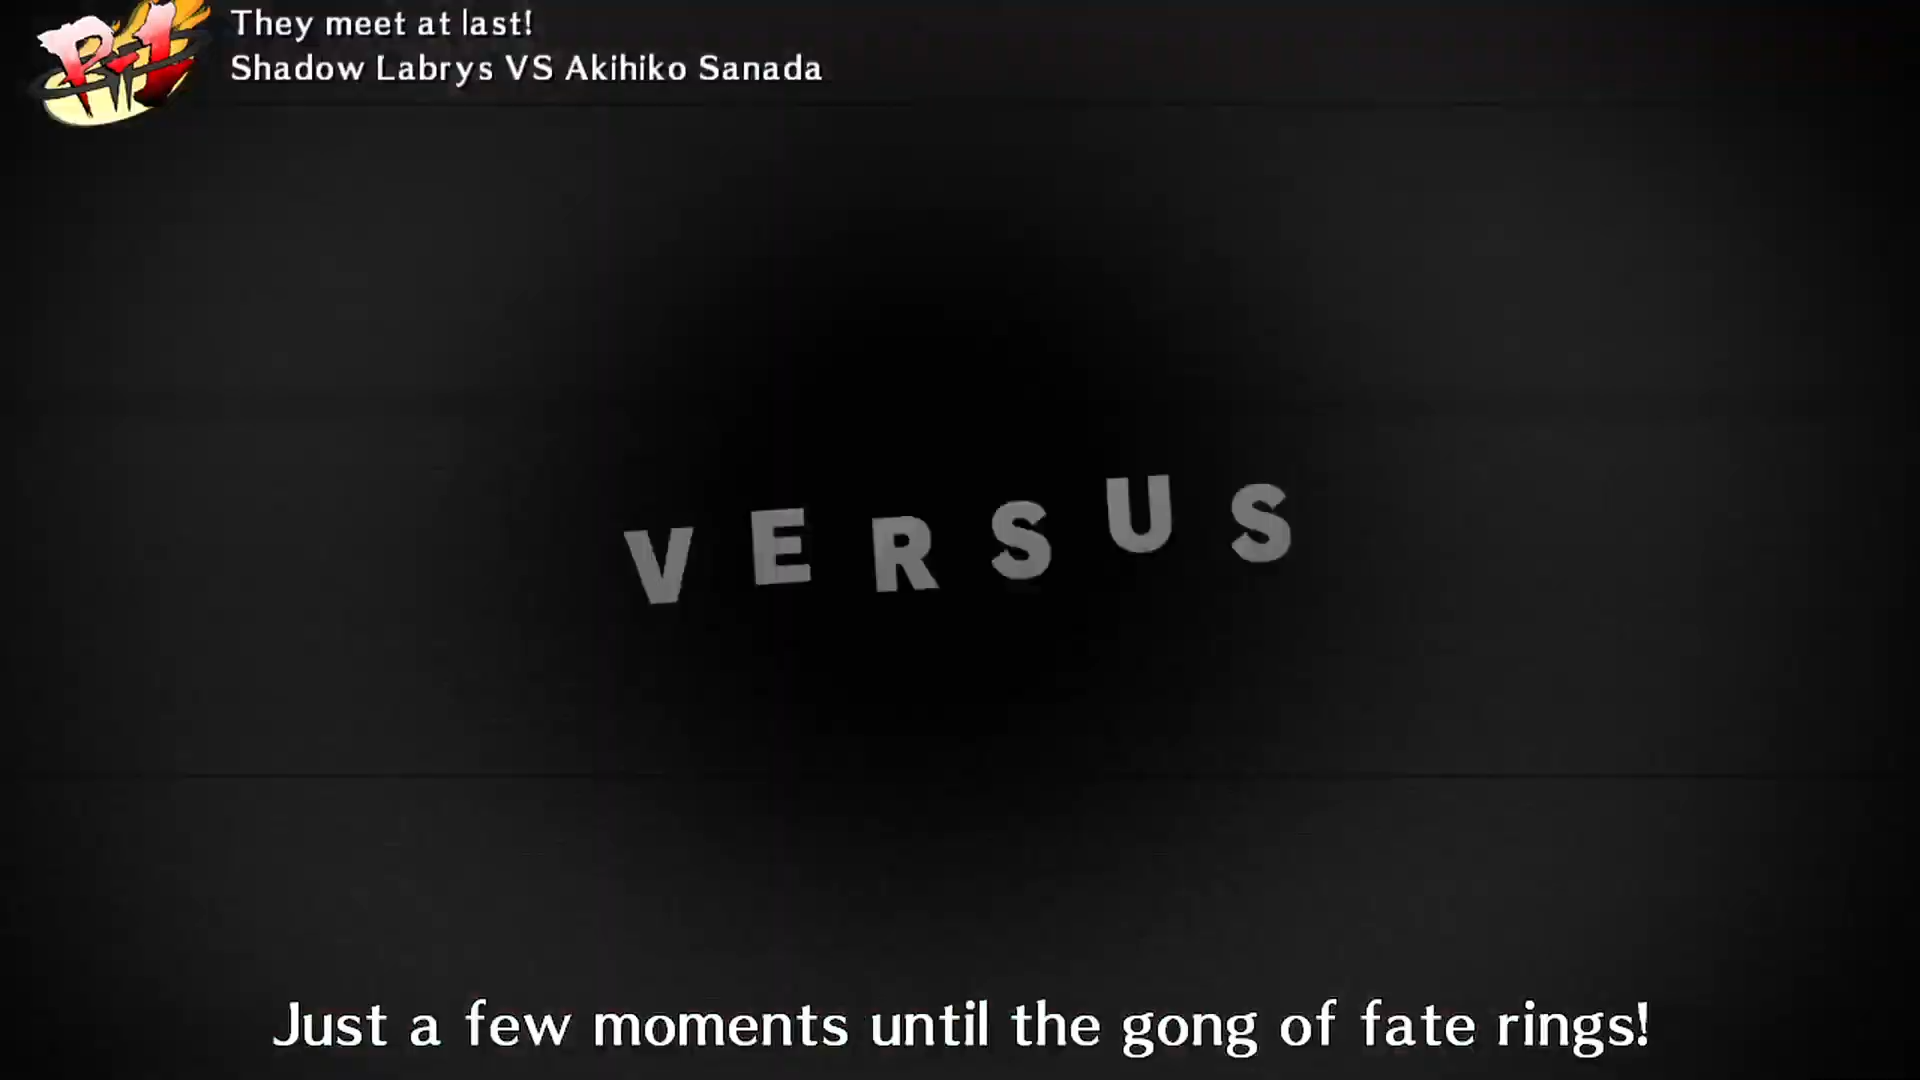 P-1
They meet at last!
Shadow Labrys VS Akihiko Sanada
VERSUS
Just a few moments until the gong of fate rings!